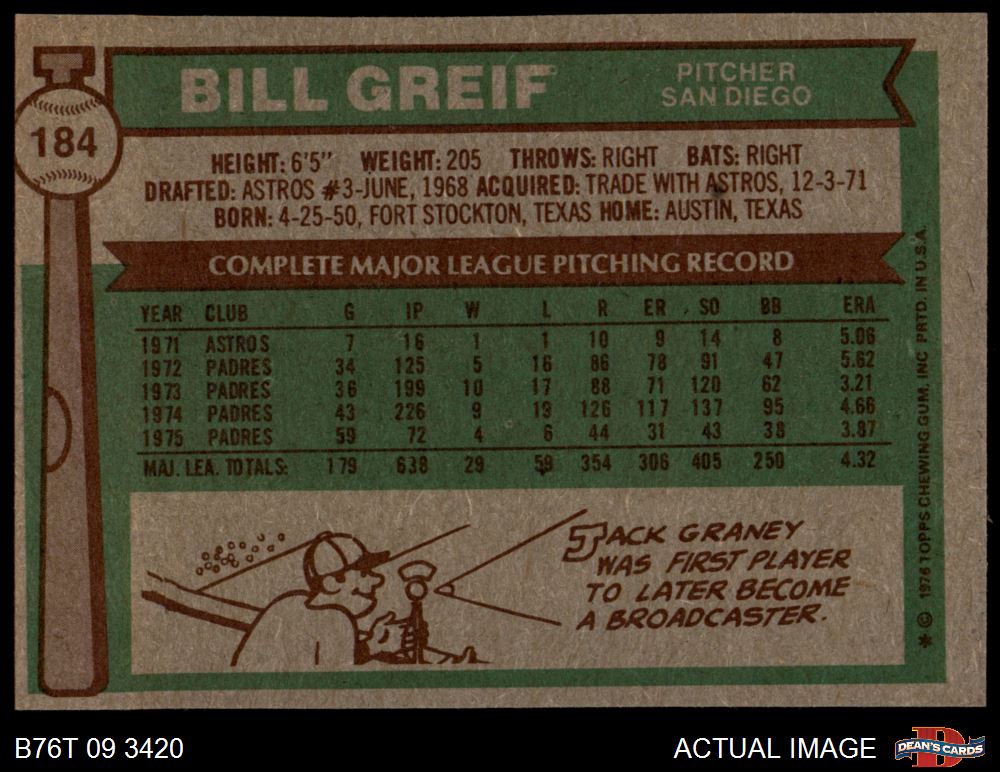 184
BILL GREIF
PITCHER
SAN DIEGO
HEIGHT: 6'5" WEIGHT: 205 THROWS: RIGHT BATS: RIGHT
DRAFTED: ASTROS #3-JUNE, 1968 ACQUIRED: TRADE WITH ASTROS, 12-3-71
BORN: 4-25-50, FORT STOCKTON, TEXAS HOME: AUSTIN, TEXAS
COMPLETE MAJOR LEAGUE PITCHING RECORD
YEAR CLUB G IP W L R ER SO BB ERA
1971 ASTROS 7 16 1 1 10 9 14 8 5.06
1972 PADRES 34 125 5 16 86 78 91 47 5.62
1973 PADRES 36 199 10 17 88 71 120 62 3.21
1974 PADRES 43 226 9 19 126 117 137 95 4.66
1975 PADRES 59 72 4 6 44 31 43 38 3.87
MAJ. LEA. TOTALS: 179 638 29 59 354 306 405 250 4.32
JACK GRANEY
WAS FIRST PLAYER
TO LATER BECOME
A BROADCASTER.
* © 1976 TOPPS CHEWING GUM, INC PRTD. IN U.S.A.
B76T 09 3420
ACTUAL IMAGE
DEAN'S CARDS